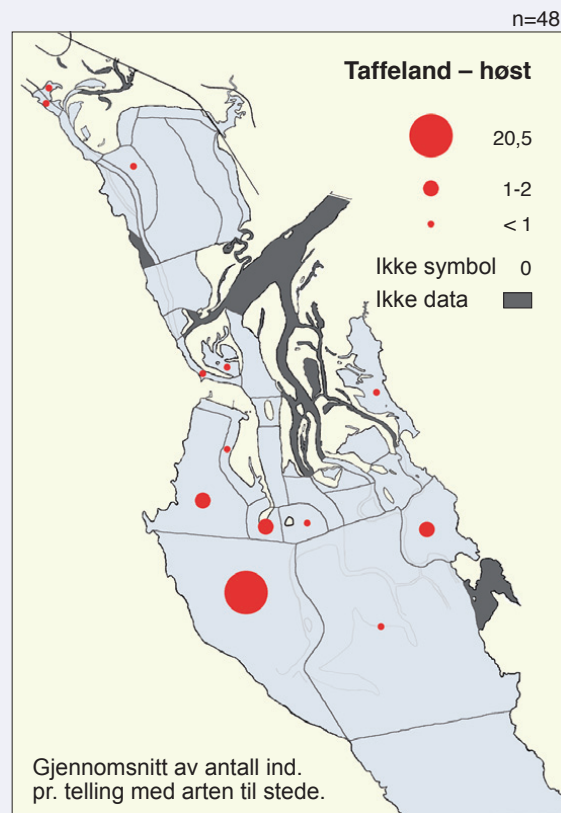 n=48
Taffeland – høst
20,5
1-2
< 1
Ikke symbol 0
Ikke data
Gjennomsnitt av antall ind.
pr. telling med arten til stede.